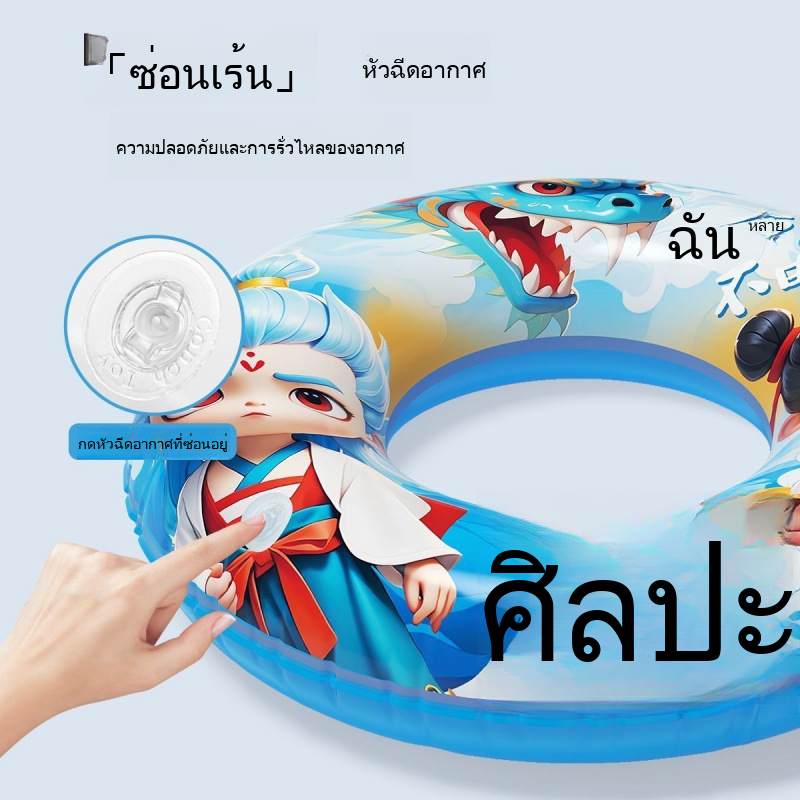 「ซ่อนเร้น」
หัวฉีดอากาศ
ความปลอดภัยและการรั่วไหลของอากาศ
ฉัน
หลาย
不
COLLOR TOY
กดหัวฉีดอากาศที่ซ่อนอยู่
ศิลปะ